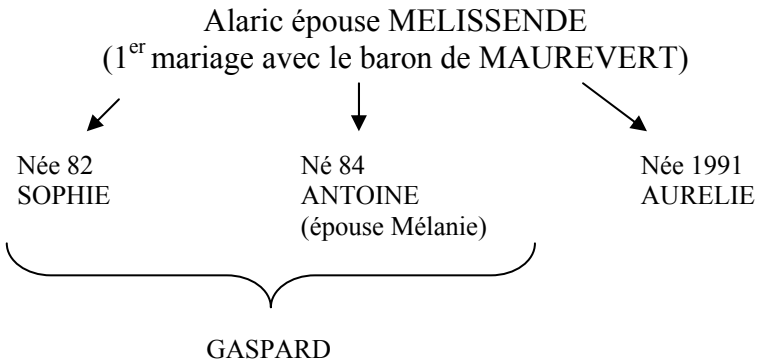 Alaric épouse MELISSENDE
(1er mariage avec le baron de MAUREVERT)
Née 82
SOPHIE
Né 84
ANTOINE
(épouse Mélanie)
Née 1991
AURELIE
GASPARD